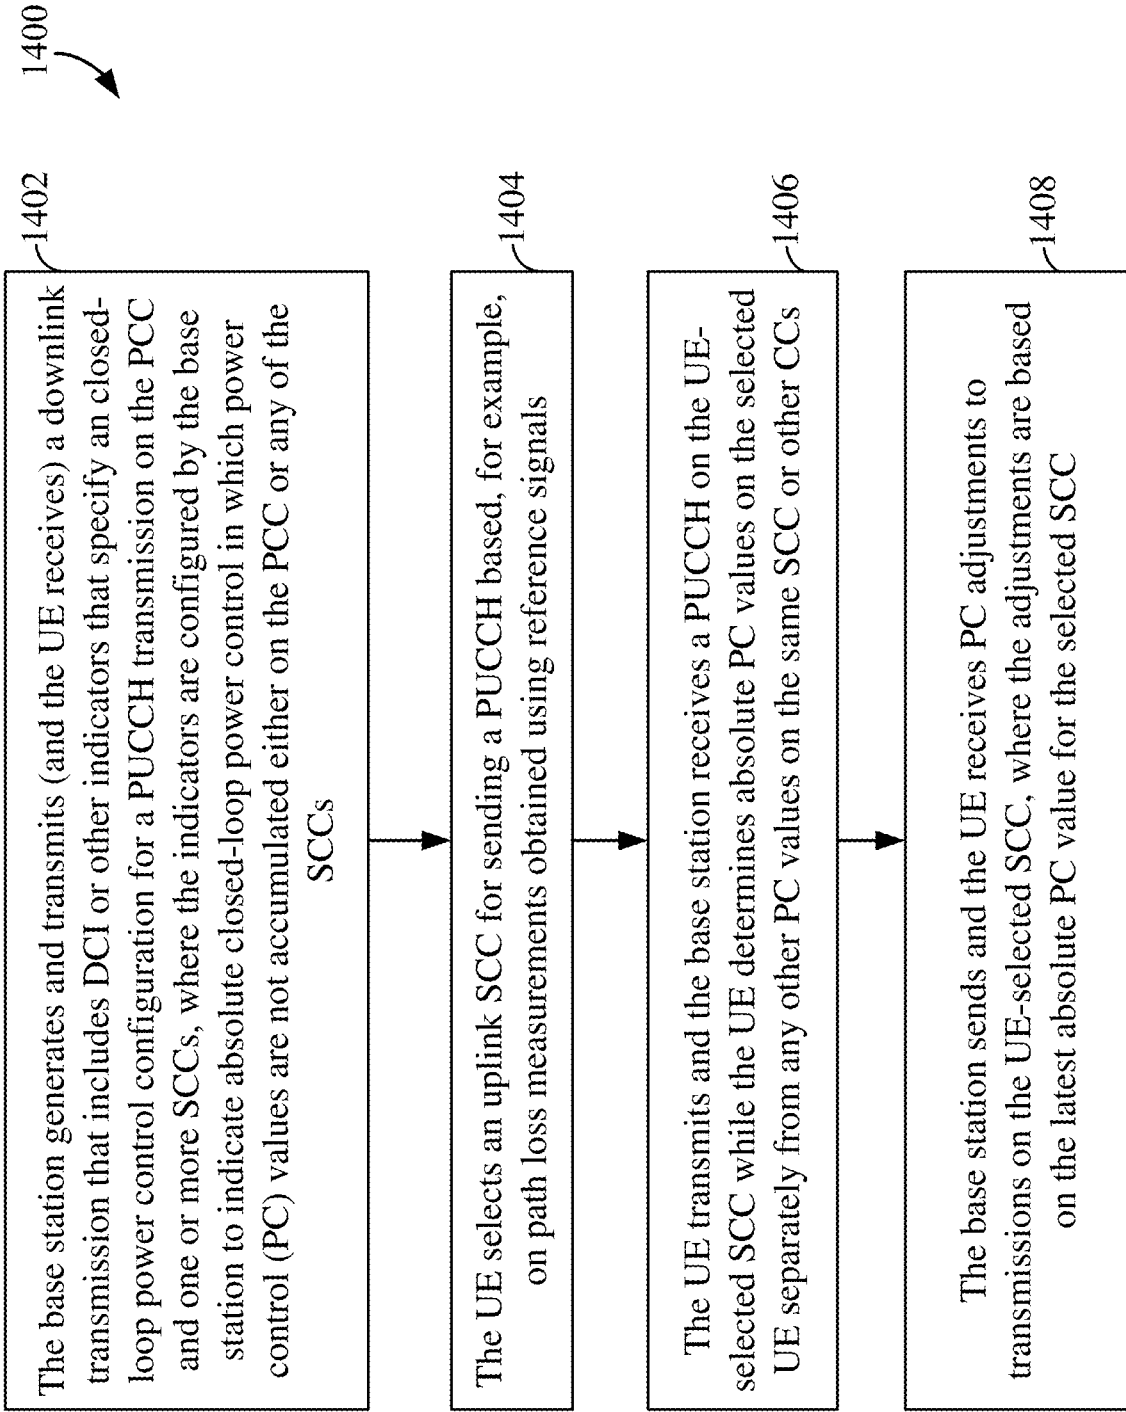 1400
1402
The base station generates and transmits (and the UE receives) a downlink
transmission that includes DCI or other indicators that specify an closed-
loop power control configuration for a PUCCH transmission on the PCC
and one or more SCCs, where the indicators are configured by the base
station to indicate absolute closed-loop power control in which power
control (PC) values are not accumulated either on the PCC or any of the
SCCs
1404
The UE selects an uplink SCC for sending a PUCCH based, for example,
on path loss measurements obtained using reference signals
1406
The UE transmits and the base station receives a PUCCH on the UE-
selected SCC while the UE determines absolute PC values on the selected
UE separately from any other PC values on the same SCC or other CCs
1408
The base station sends and the UE receives PC adjustments to
transmissions on the UE-selected SCC, where the adjustments are based
on the latest absolute PC value for the selected SCC